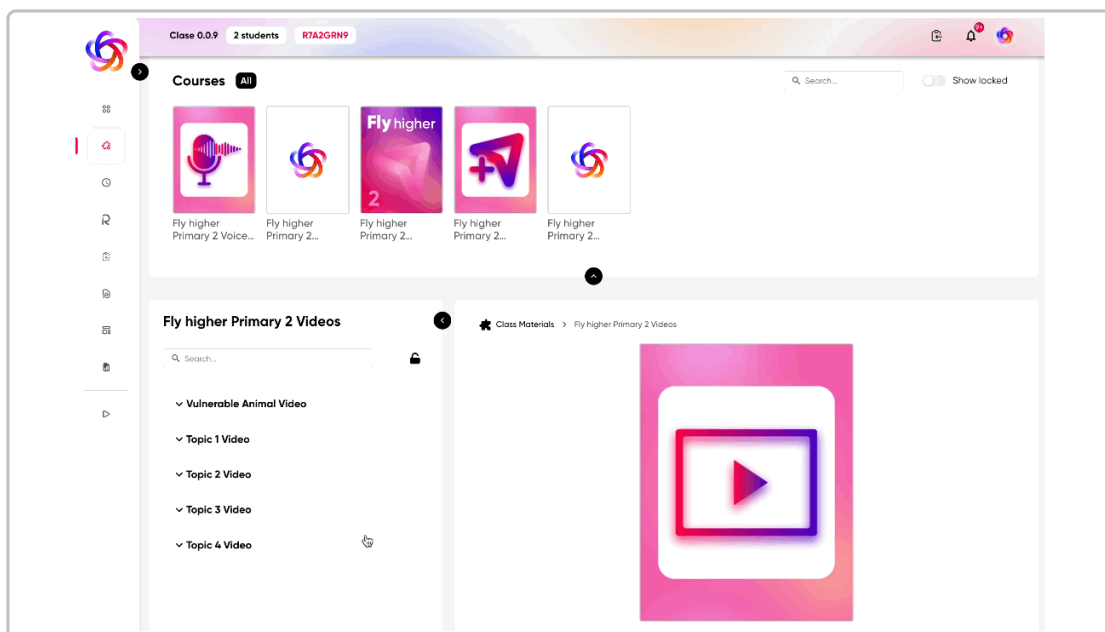 Clase 0.0.9 2 students R7A2GRN9
9+
Courses All
Search...
Show locked
Fly higher
2
Fly higher
Primary 2 Voice...
Fly higher
Primary 2...
Fly higher
Primary 2...
Fly higher
Primary 2...
Fly higher
Primary 2...
Fly higher Primary 2 Videos
Search...
Vulnerable Animal Video
Topic 1 Video
Topic 2 Video
Topic 3 Video
Topic 4 Video
Class Materials > Fly higher Primary 2 Videos